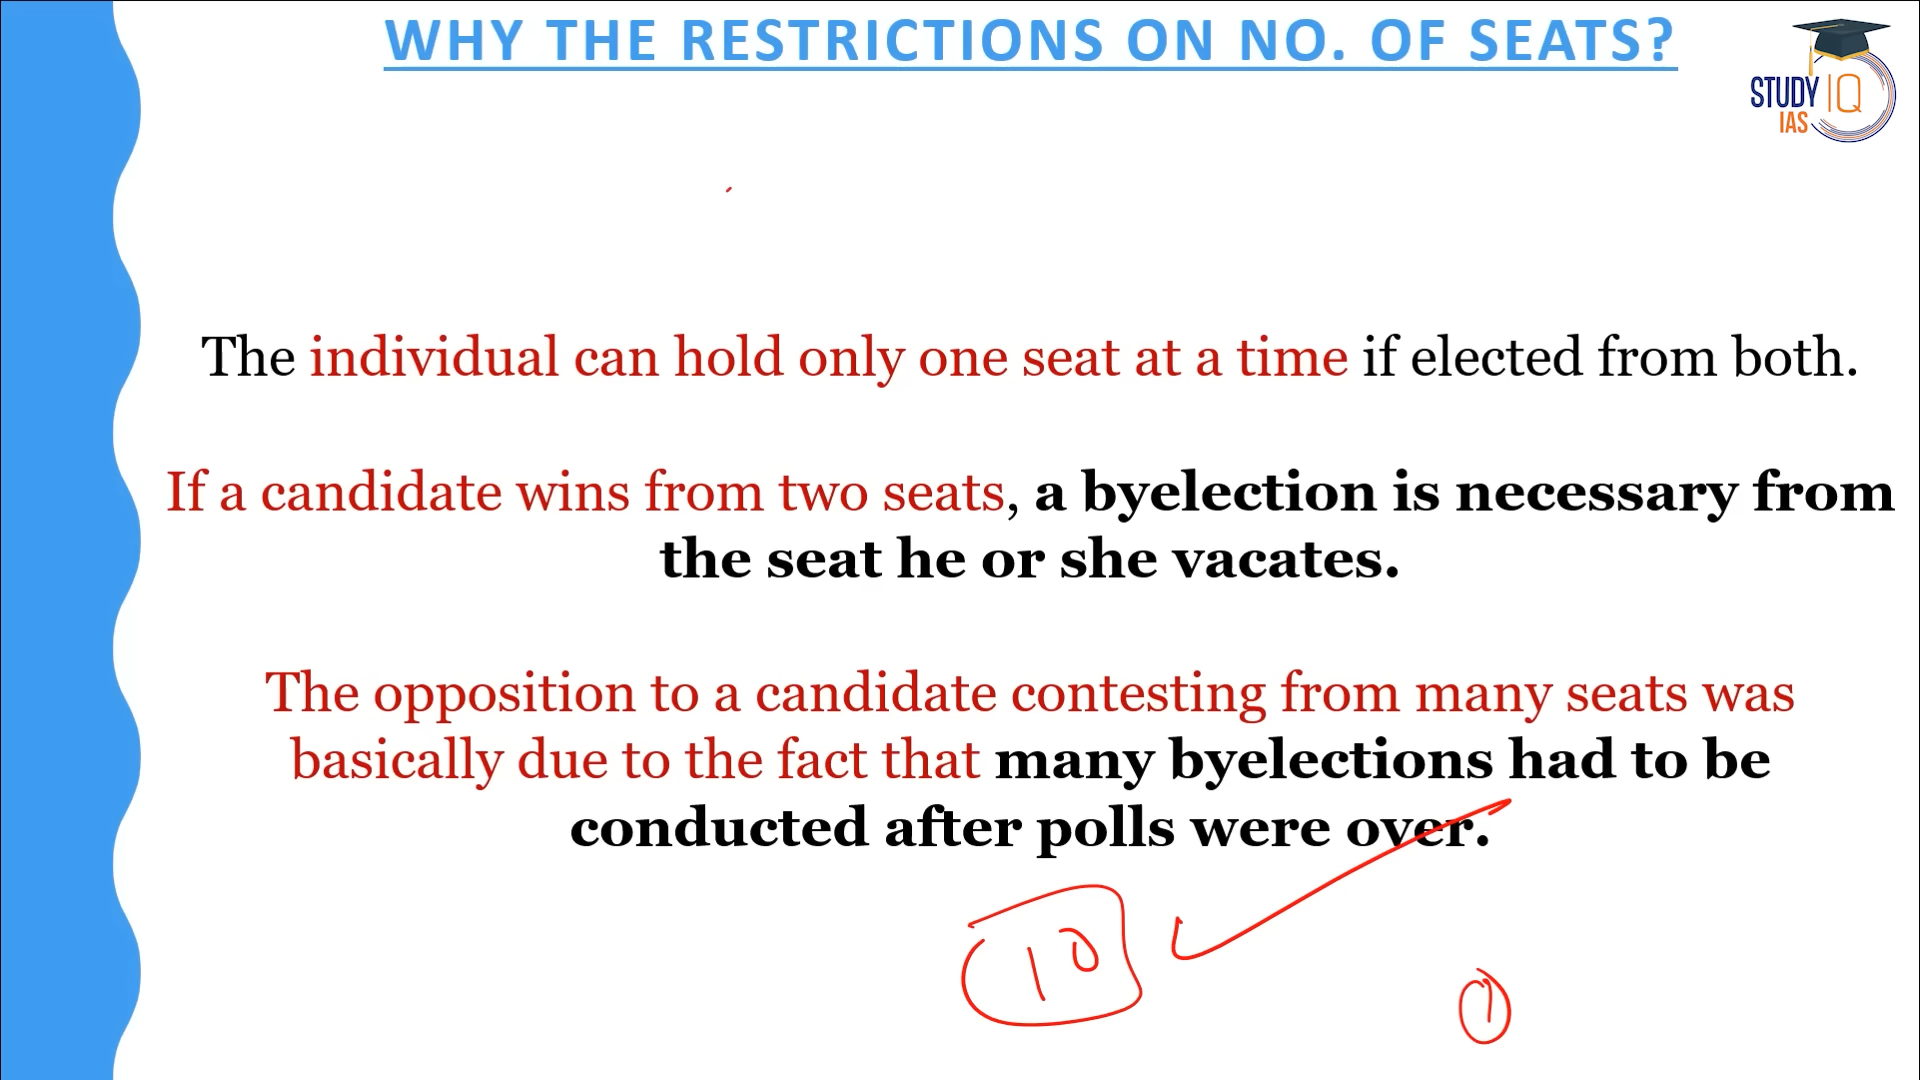 WHY THE RESTRICTIONS ON NO. OF SEATS?
STUDY IQ
IAS
The individual can hold only one seat at a time if elected from both.
If a candidate wins from two seats, a byelection is necessary from
the seat he or she vacates.
The opposition to a candidate contesting from many seats was
basically due to the fact that many byelections had to be
conducted after polls were over.
10
1